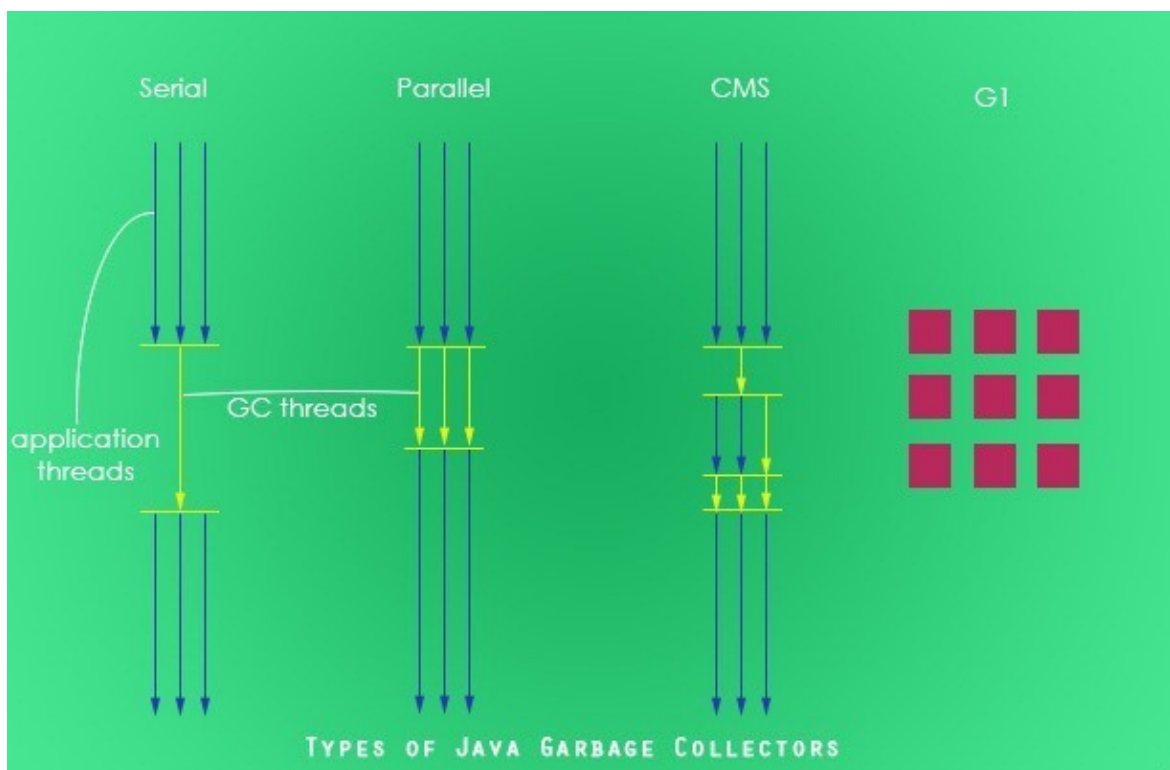 Serial
Parallel
CMS
G1
GC threads
application
threads
TYPES OF JAVA GARBAGE COLLECTORS